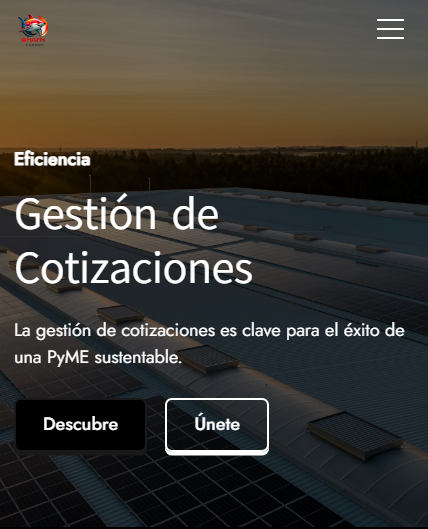 Eficiencia
Gestión de
Cotizaciones
La gestión de cotizaciones es clave para el éxito de
una PyME sustentable.
Descubre
Únete